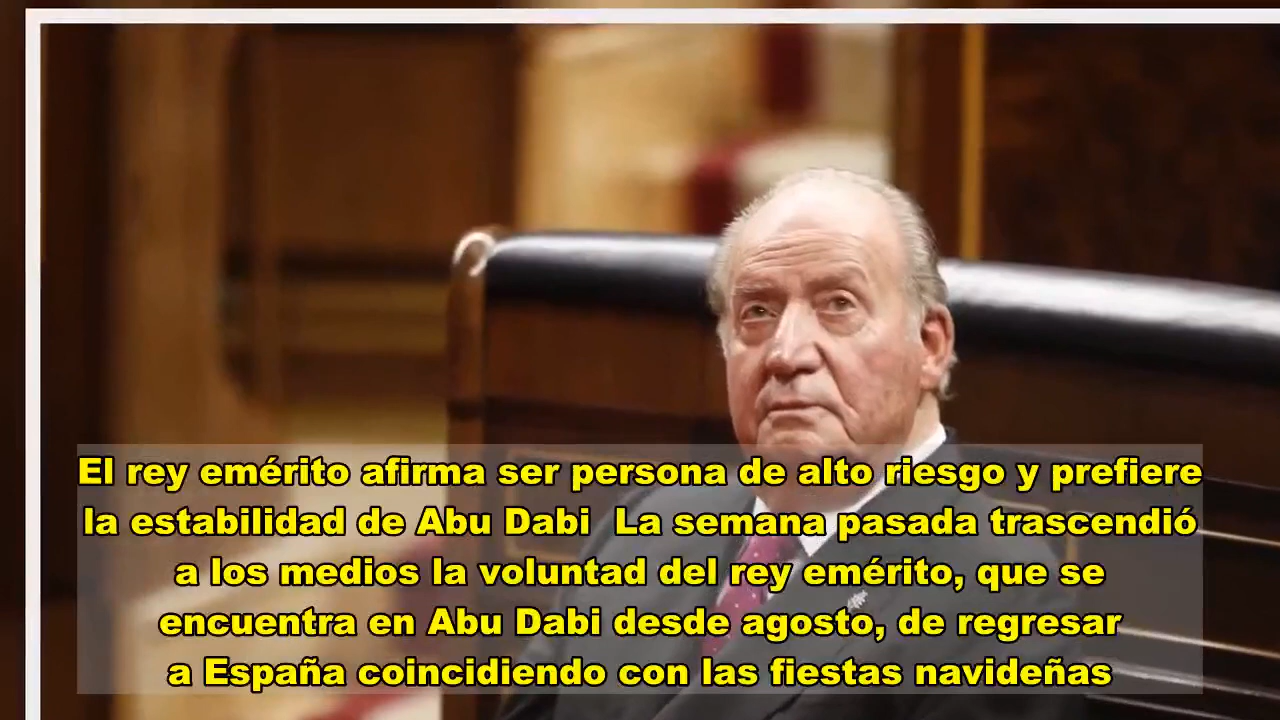 El rey emérito afirma ser persona de alto riesgo y prefiere
la estabilidad de Abu Dabi  La semana pasada trascendió
a los medios la voluntad del rey emérito, que se
encuentra en Abu Dabi desde agosto, de regresar
a España coincidiendo con las fiestas navideñas